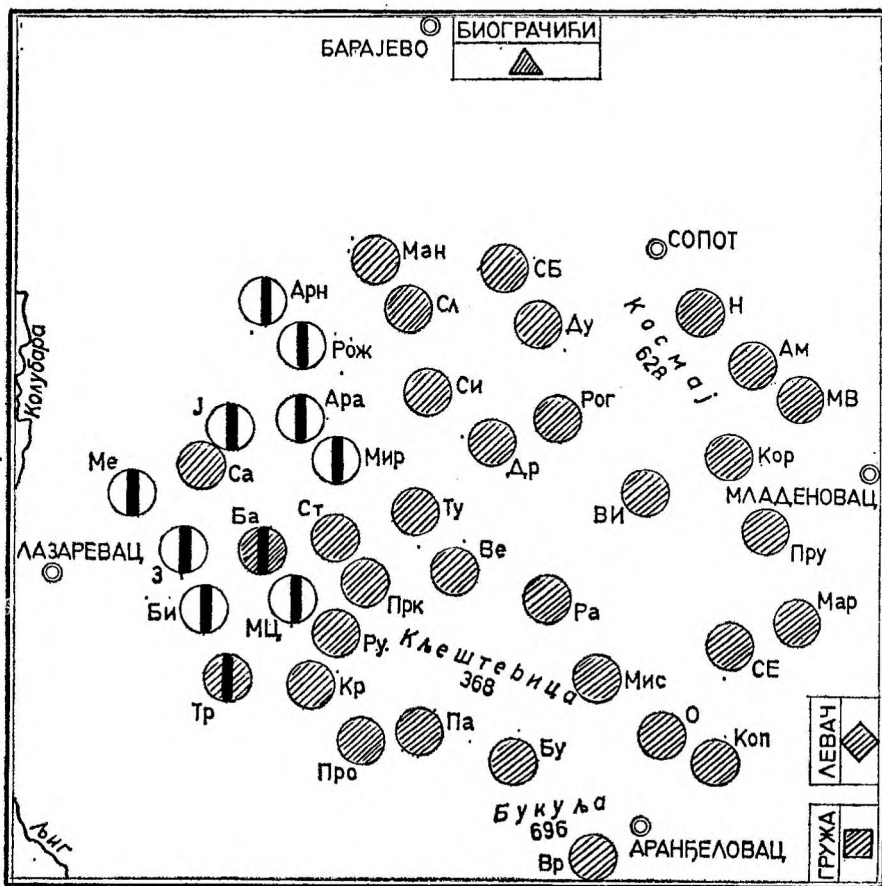 БАРАЈЕВО
БИОГРАЧИЋИ
Ман
СБ
СОПОТ
Арн
Сл
Ду
Н
Космај
628
Рож
Колубара
Ам
МВ
Си
Рог
Ј
Ара
Мир
Др
Кор
Ме
Са
МЛАДЕНОВАЦ
ВИ
Ба
Ст
Ту
Пру
ЛАЗАРЕВАЦ
З
Ве
Прк
Би
МЦ
Ра
Мар
Ру.
Клештевица
368
СЕ
Тр
Кр
Мис
О
Коп
ЛЕВАЧ
Про
Па
Бу
Букуља
696
Љиг
Вр
АРАНЂЕЛОВАЦ
ГРУЖА